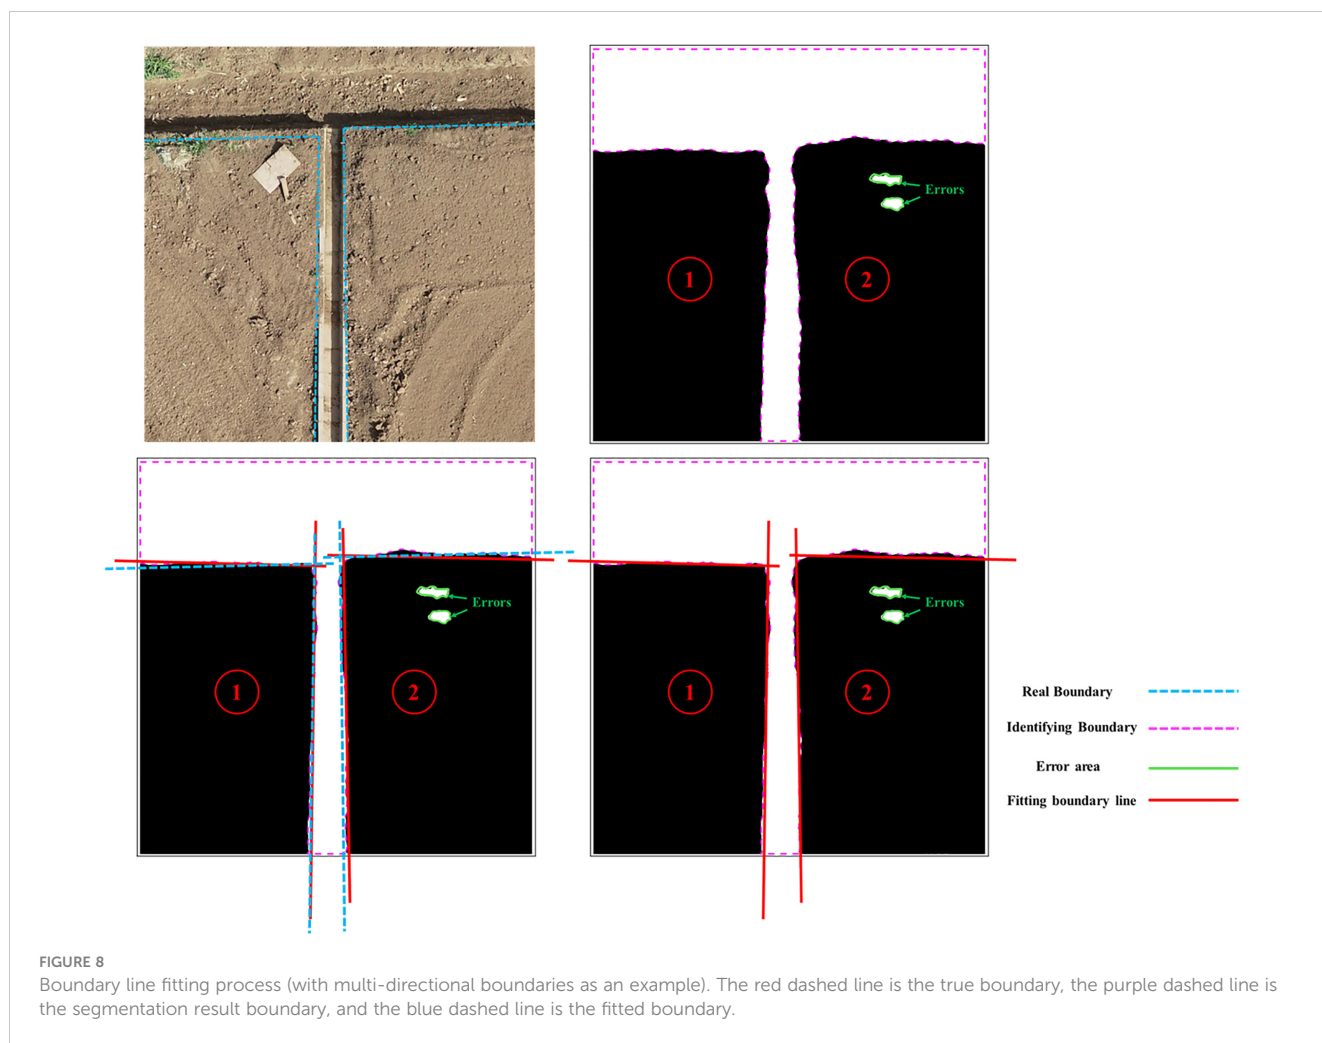 Errors
1
2
Errors
1
2
Errors
1
2
Real Boundary
Identifying Boundary
Error area
Fitting boundary line
FIGURE 8
Boundary line fitting process (with multi-directional boundaries as an example). The red dashed line is the true boundary, the purple dashed line is
the segmentation result boundary, and the blue dashed line is the fitted boundary.